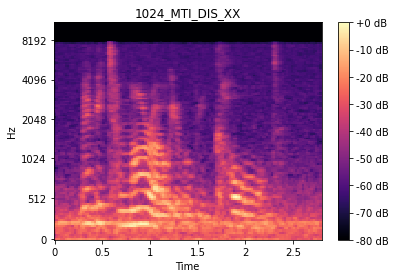 1024_MTI_DIS_XX
8192
4096
2048
1024
512
0
Hz
0
0.5
1
1.5
2
2.5
Time
+0 dB
-10 dB
-20 dB
-30 dB
-40 dB
-50 dB
-60 dB
-70 dB
-80 dB